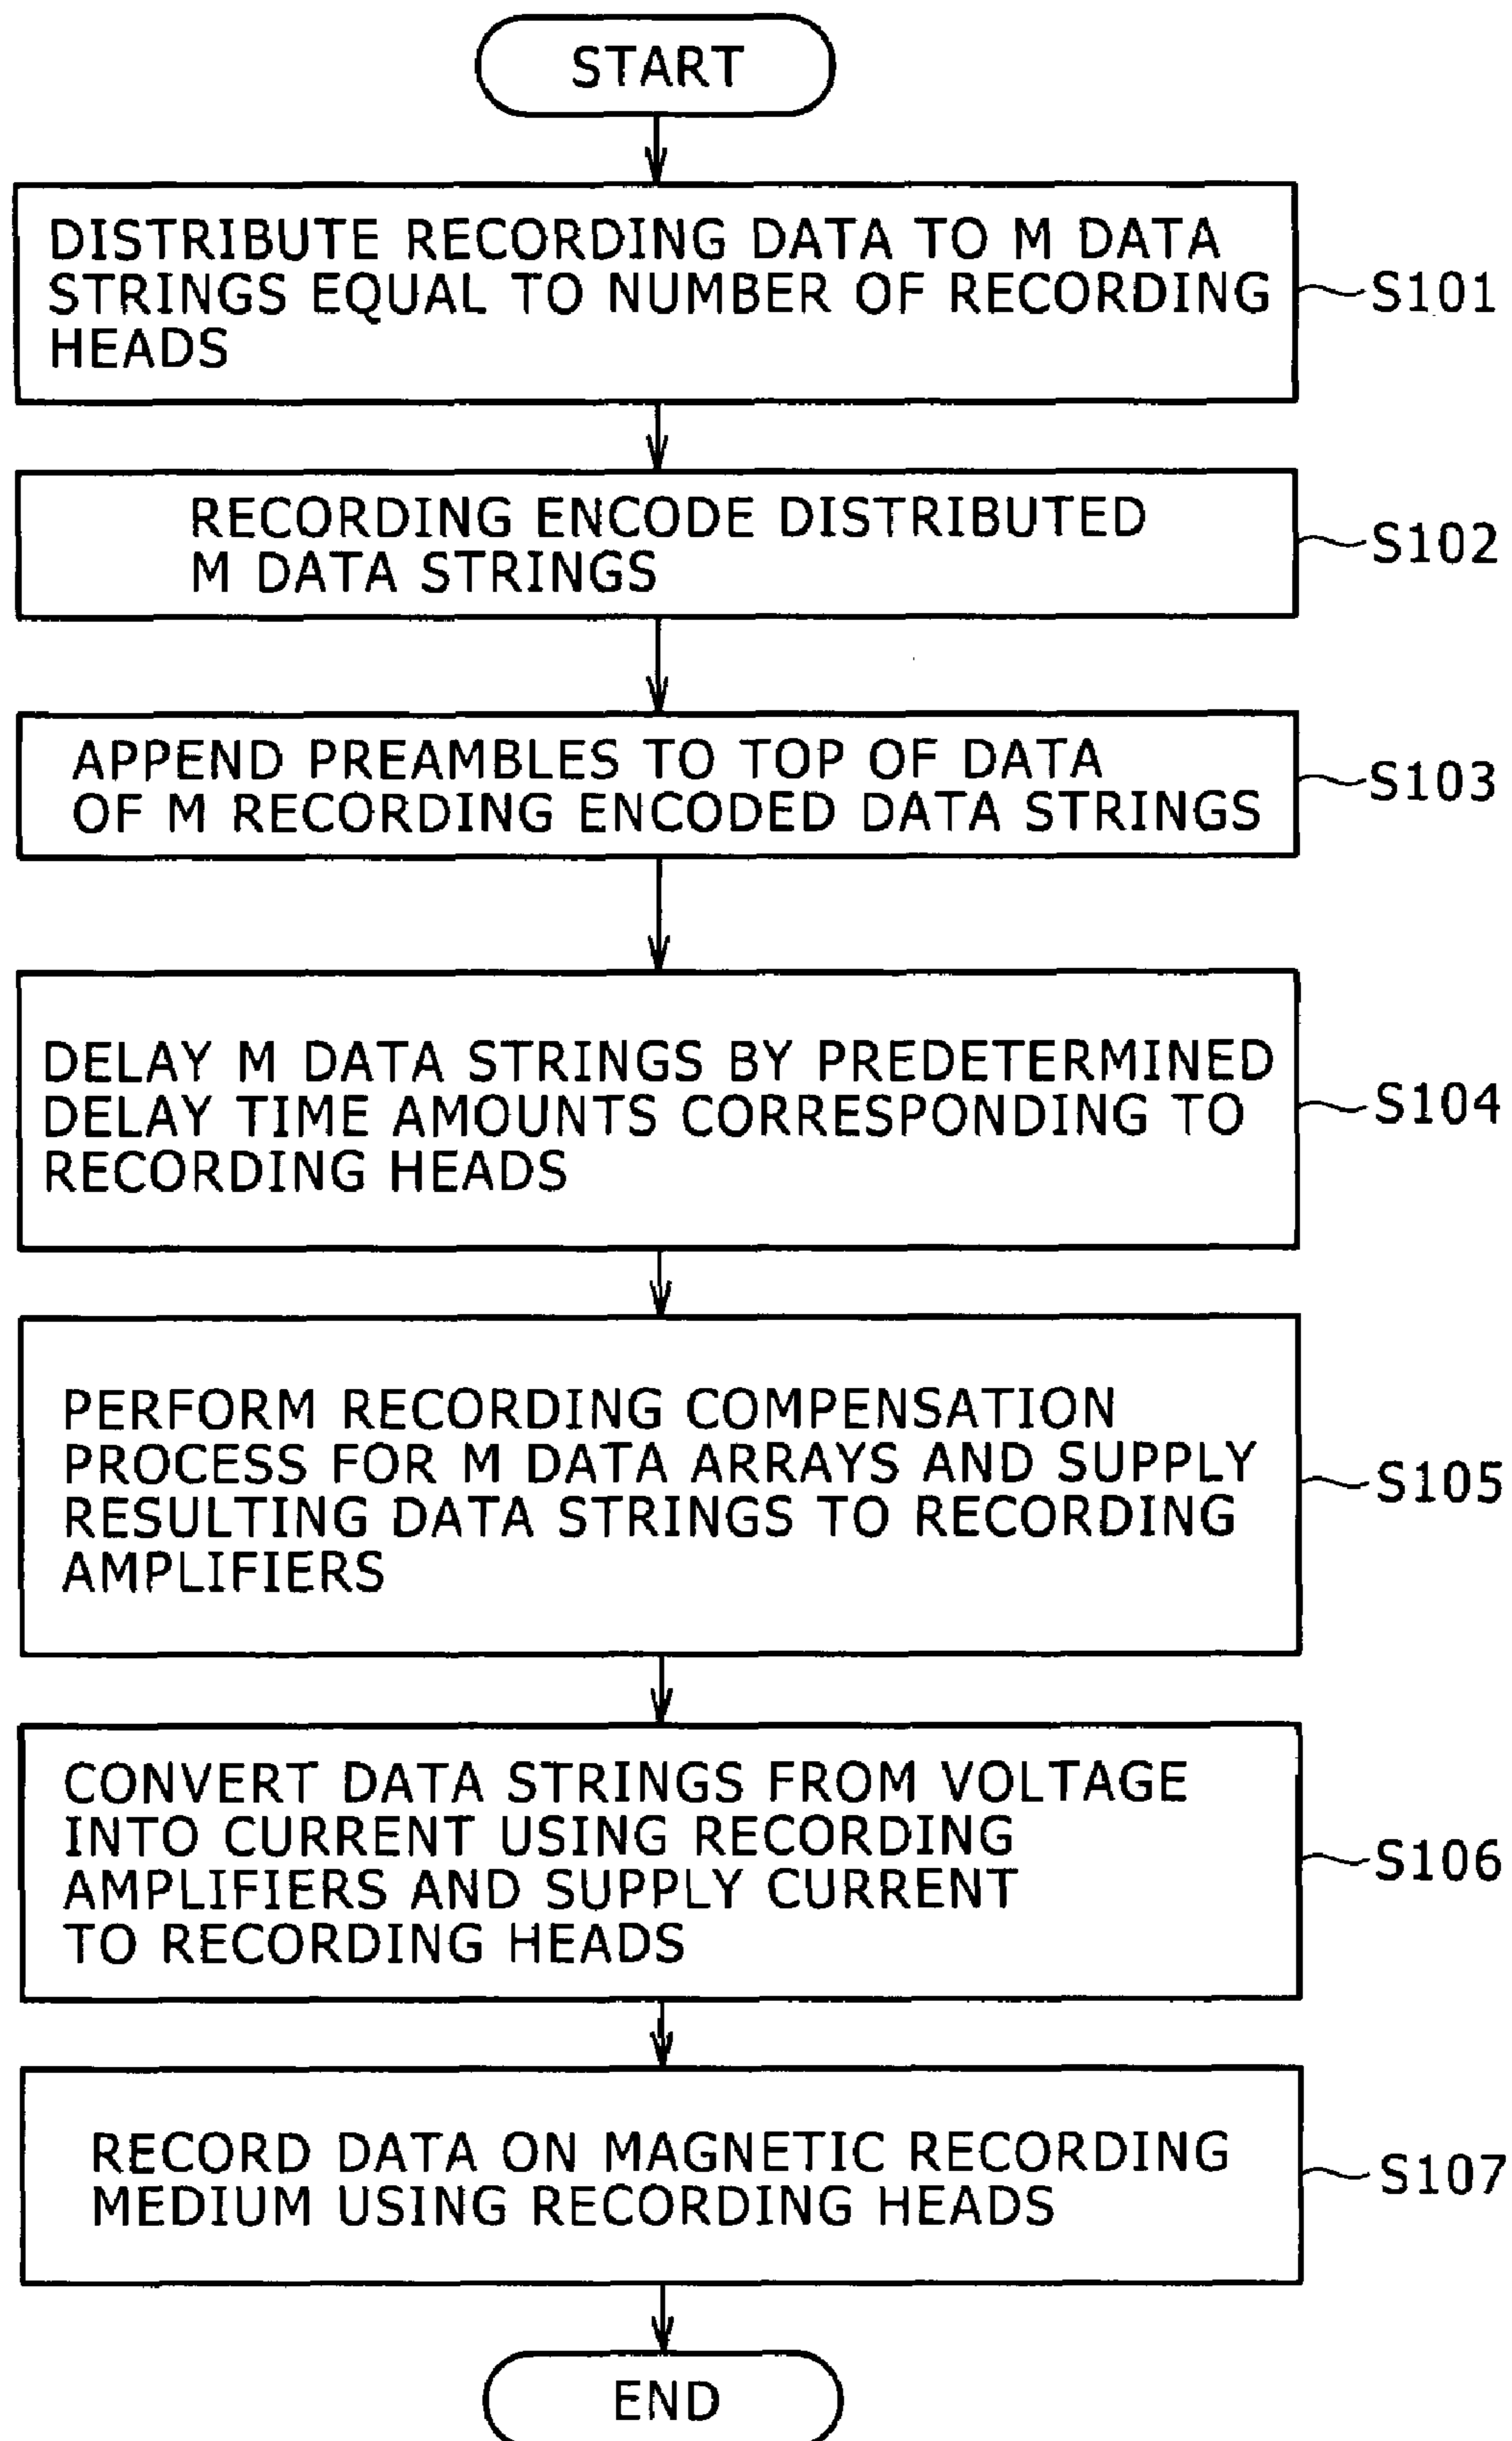 START
DISTRIBUTE RECORDING DATA TO M DATA
STRINGS EQUAL TO NUMBER OF RECORDING
HEADS
S101
RECORDING ENCODE DISTRIBUTED
M DATA STRINGS
S102
APPEND PREAMBLES TO TOP OF DATA
OF M RECORDING ENCODED DATA STRINGS
S103
DELAY M DATA STRINGS BY PREDETERMINED
DELAY TIME AMOUNTS CORRESPONDING TO
RECORDING HEADS
S104
PERFORM RECORDING COMPENSATION
PROCESS FOR M DATA ARRAYS AND SUPPLY
RESULTING DATA STRINGS TO RECORDING
AMPLIFIERS
S105
CONVERT DATA STRINGS FROM VOLTAGE
INTO CURRENT USING RECORDING
AMPLIFIERS AND SUPPLY CURRENT
TO RECORDING HEADS
S106
RECORD DATA ON MAGNETIC RECORDING
MEDIUM USING RECORDING HEADS
S107
END